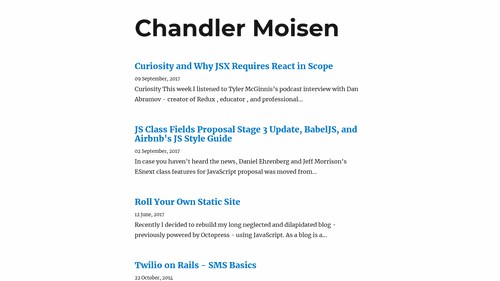 Chandler Moisen
Curiosity and Why JSX Requires React in Scope
09 September, 2017
Curiosity This week I listened to Tyler McGinnis's podcast interview with Dan
Abramov - creator of Redux , educator , and professional...
JS Class Fields Proposal Stage 3 Update, BabelJS, and
Airbnb's JS Style Guide
02 September, 2017
In case you haven't heard the news, Daniel Ehrenberg and Jeff Morrison's
ESnext class features for JavaScript proposal was moved from...
Roll Your Own Static Site
12 June, 2017
Recently I decided to rebuild my long neglected and dilapidated blog -
previously powered by Octopress - using JavaScript. As a blog is a...
Twilio on Rails - SMS Basics
22 October, 2014